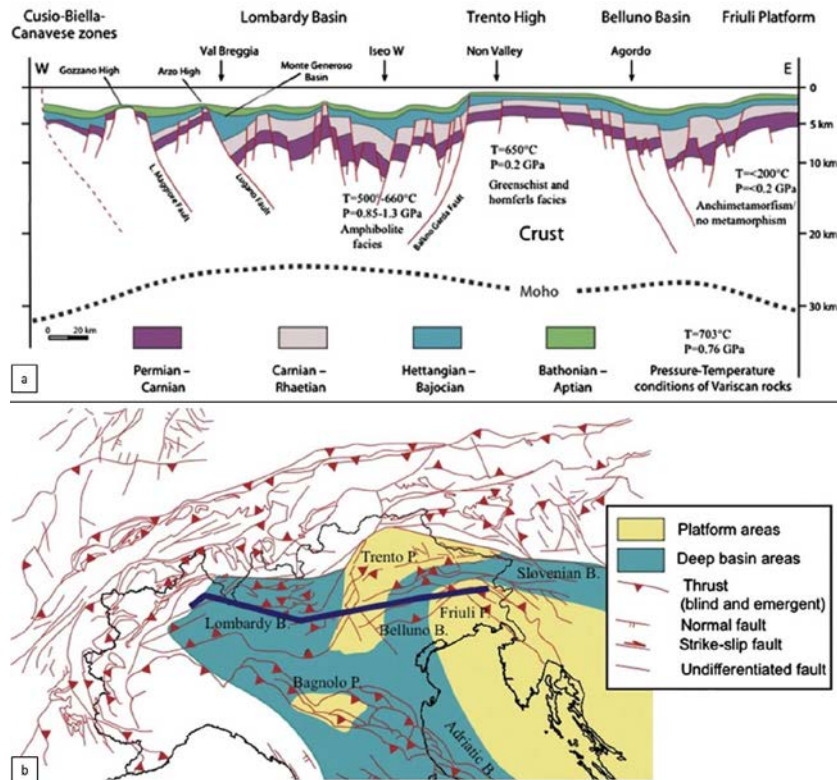 Cusio-Biella-
Canavese zones
Lombardy Basin
Trento High
Belluno Basin
Friuli Platform
Val Breggia
Iseo W
Non Valley
Agordo
W
Gozzano High
Arzo High
Monte Generoso
Basin
E
0
5 km
10 km
20 km
30 km
L. Maggiore Fault
Lugano Fault
T=500°-660°C
P=0.85-1.3 GPa
Amphibolite
facies
Balkno Garda Fault
T=650°C
P=0.2 GPa
Greenschist and
hornferls facies
Crust
T=<200°C
P=<0.2 GPa
Anchimetamorfism/
no metamorphism
Moho
0 20 km
T=703°C
P=0.76 GPa
a
Permian –
Carnian
Carnian –
Rhaetian
Hettangian –
Bajocian
Bathonian –
Aptian
Pressure-Temperature
conditions of Variscan rocks
Trento P.
Slovenian B.
Lombardy B.
Friuli P.
Belluno B.
Bagnolo P.
Adriatic B.
Platform areas
Deep basin areas
Thrust
(blind and emergent)
Normal fault
Strike-slip fault
Undifferentiated fault
b